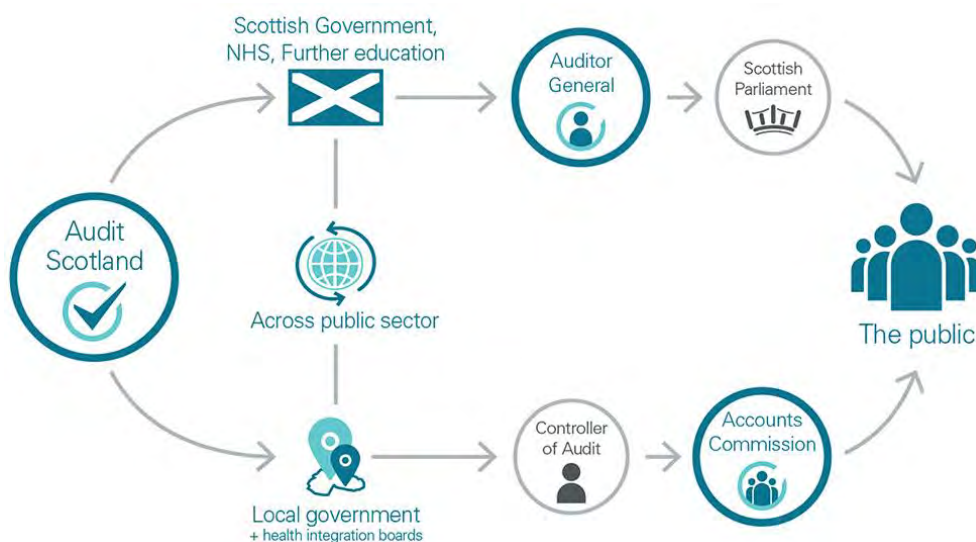 Scottish Government,
NHS, Further education
Auditor
General
Scottish
Parliament
Audit
Scotland
Across public sector
The public
Local government
+ health integration boards
Controller
of Audit
Accounts
Commission